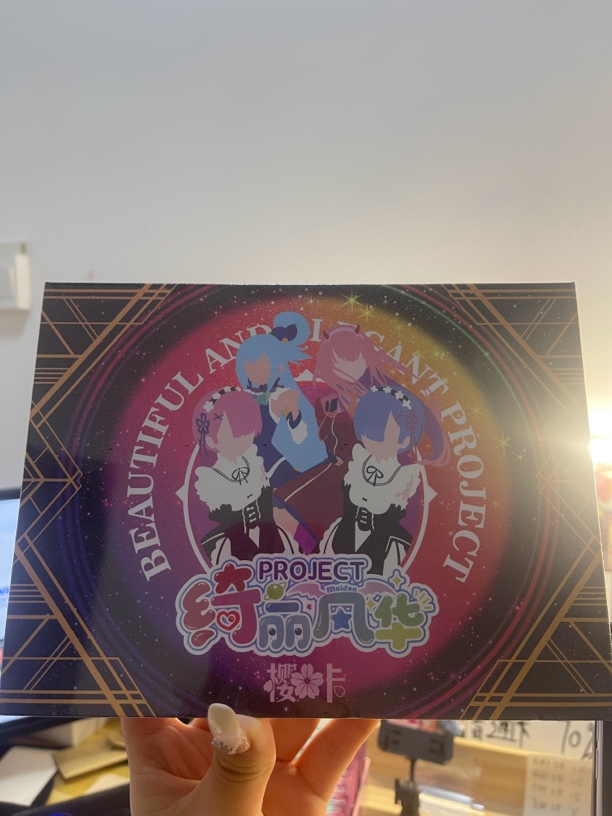 BEAUTIFUL AND ELEGANT PROJECT
PROJECT
Maiden
绮丽风华
樱卡